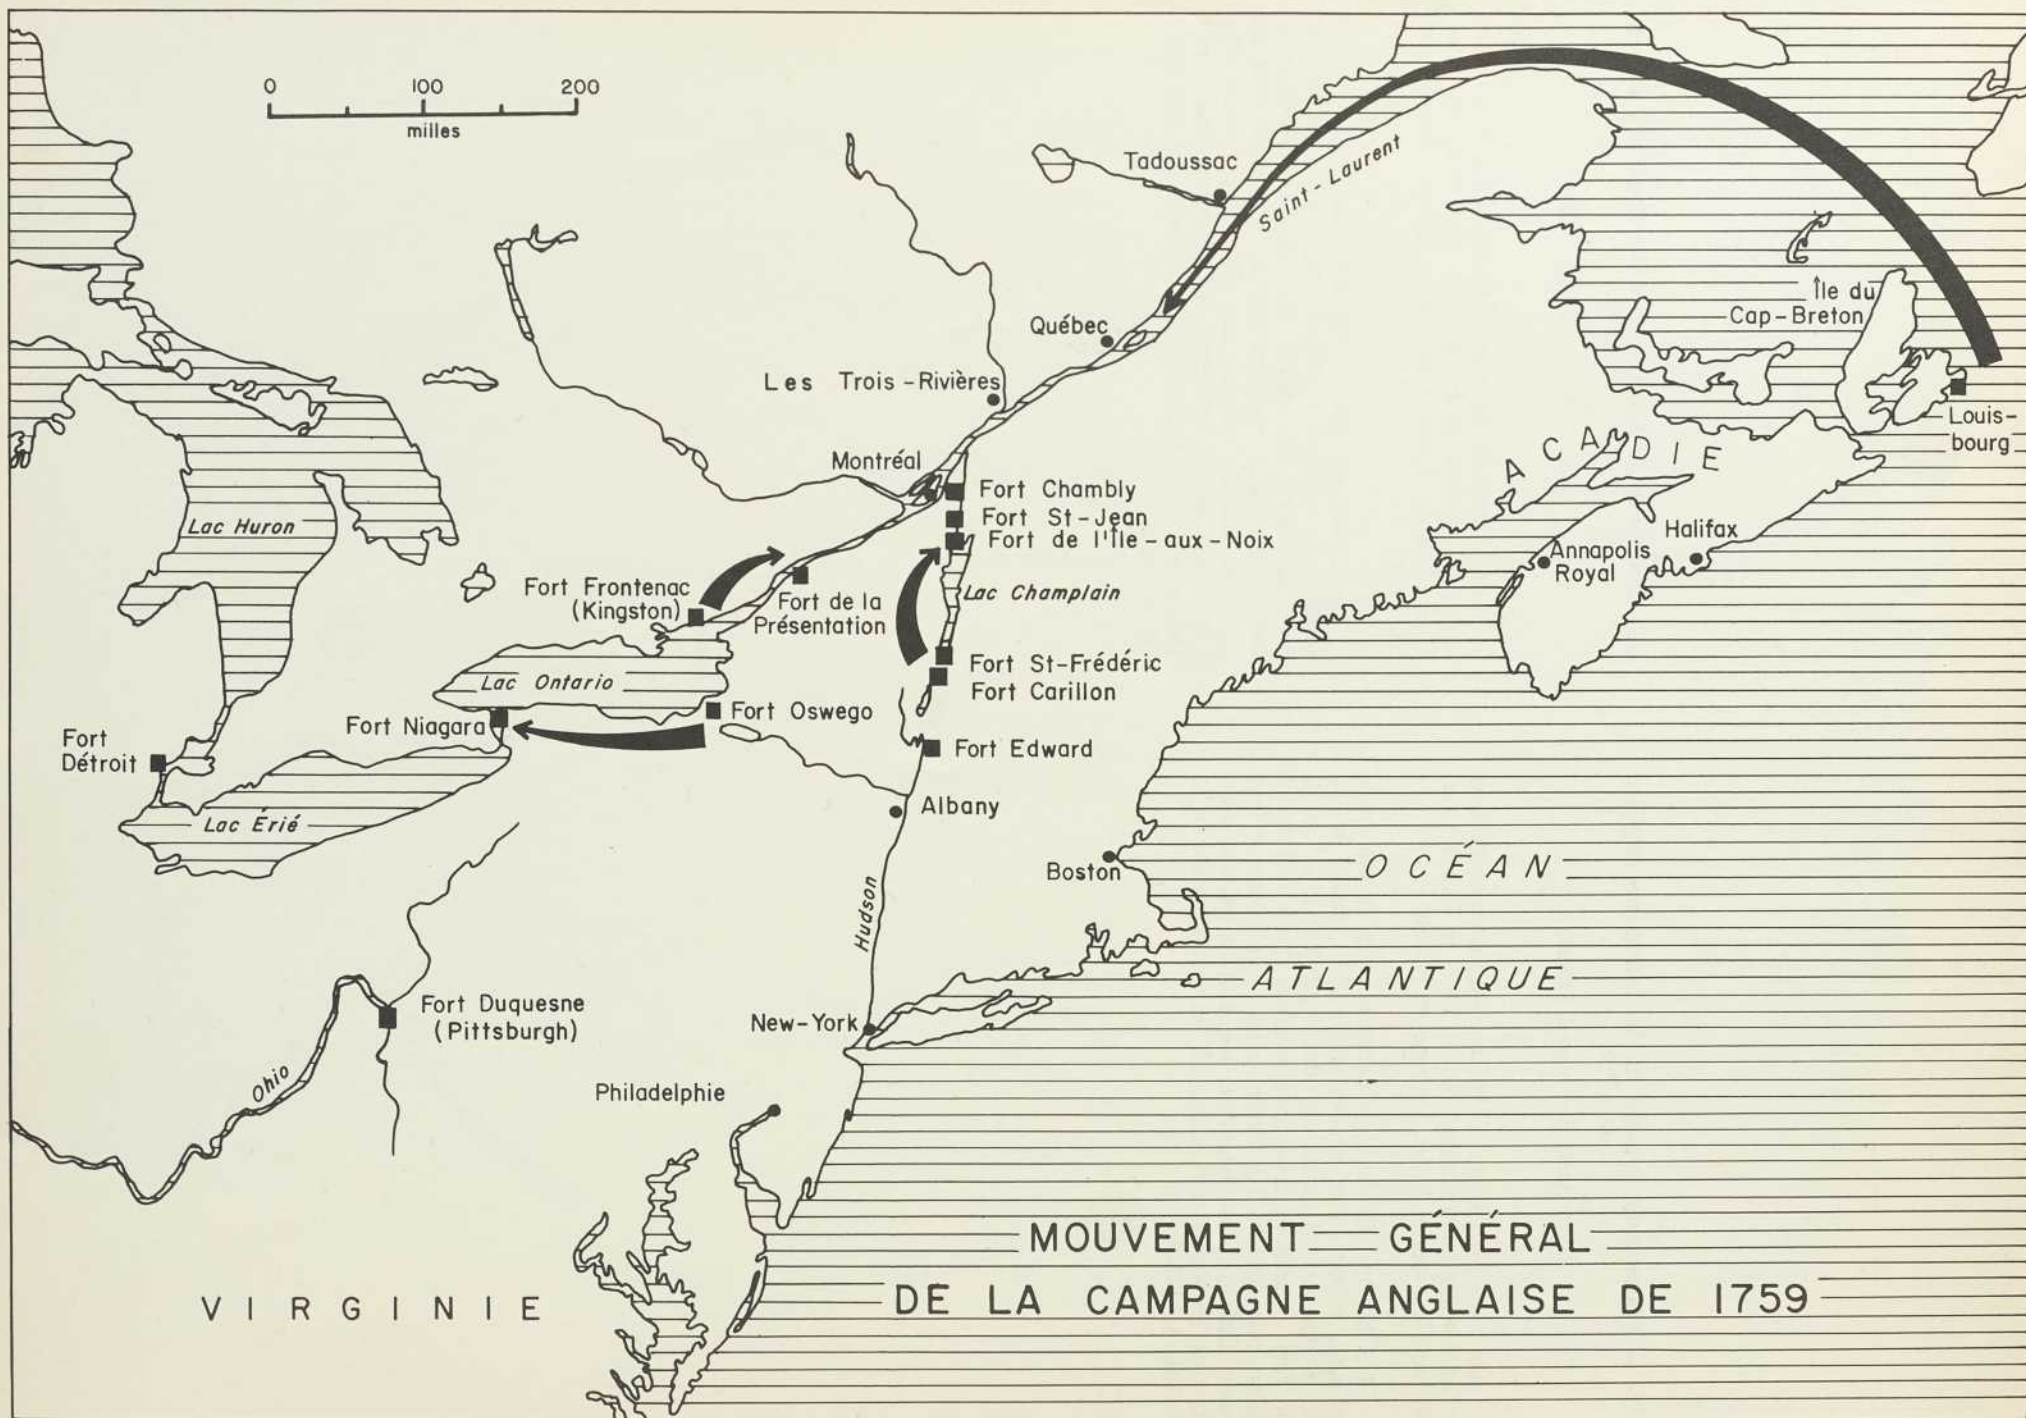 0 100 200
milles
Tadoussac
Saint-Laurent
Île du
Cap-Breton
Québec
Les Trois-Rivières
Louis-
bourg
ACADIE
Montréal
Fort Chambly
Fort St-Jean
Fort de l'Île-aux-Noix
Lac Huron
Halifax
Annapolis
Royal
Fort Frontenac
(Kingston)
Fort de la
Présentation
Lac Champlain
Fort St-Frédéric
Fort Carillon
Lac Ontario
Fort Niagara
Fort Oswego
Fort
Détroit
Fort Edward
Albany
Lac Érié
Boston
OCÉAN
Hudson
ATLANTIQUE
Fort Duquesne
(Pittsburgh)
New-York
Ohio
Philadelphie
VIRGINIE
MOUVEMENT GÉNÉRAL
DE LA CAMPAGNE ANGLAISE DE 1759